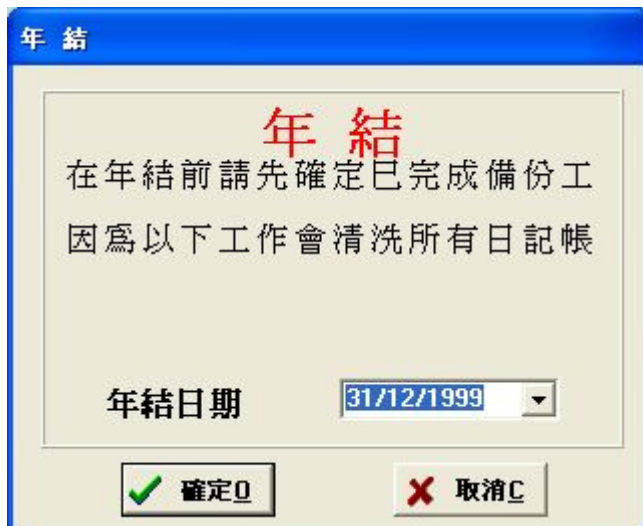 年 結
年 結
在年結前請先確定已完成備份工
因為以下工作會清洗所有日記帳
年結日期
31/12/1999
確定O
取消C